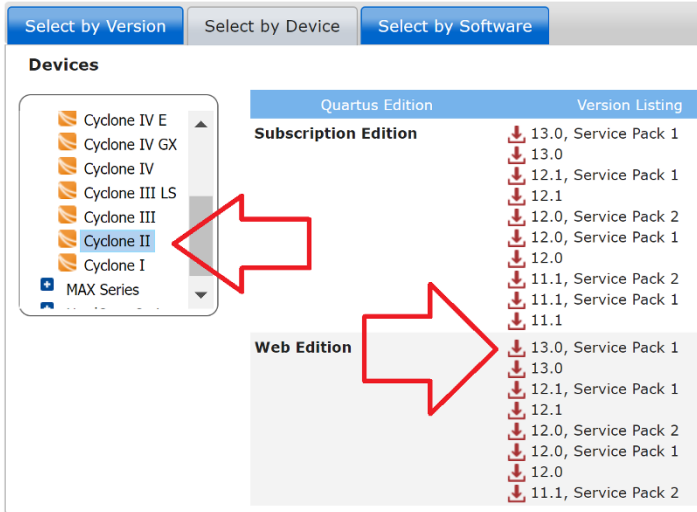 Select by Version
Select by Device
Select by Software
Devices
Cyclone IV E
Cyclone IV GX
Cyclone IV
Cyclone III LS
Cyclone III
Cyclone II
Cyclone I
MAX Series
Quartus Edition
Version Listing
Subscription Edition
13.0, Service Pack 1
13.0
12.1, Service Pack 1
12.1
12.0, Service Pack 2
12.0, Service Pack 1
12.0
11.1, Service Pack 2
11.1, Service Pack 1
11.1
Web Edition
13.0, Service Pack 1
13.0
12.1, Service Pack 1
12.1
12.0, Service Pack 2
12.0, Service Pack 1
12.0
11.1, Service Pack 2